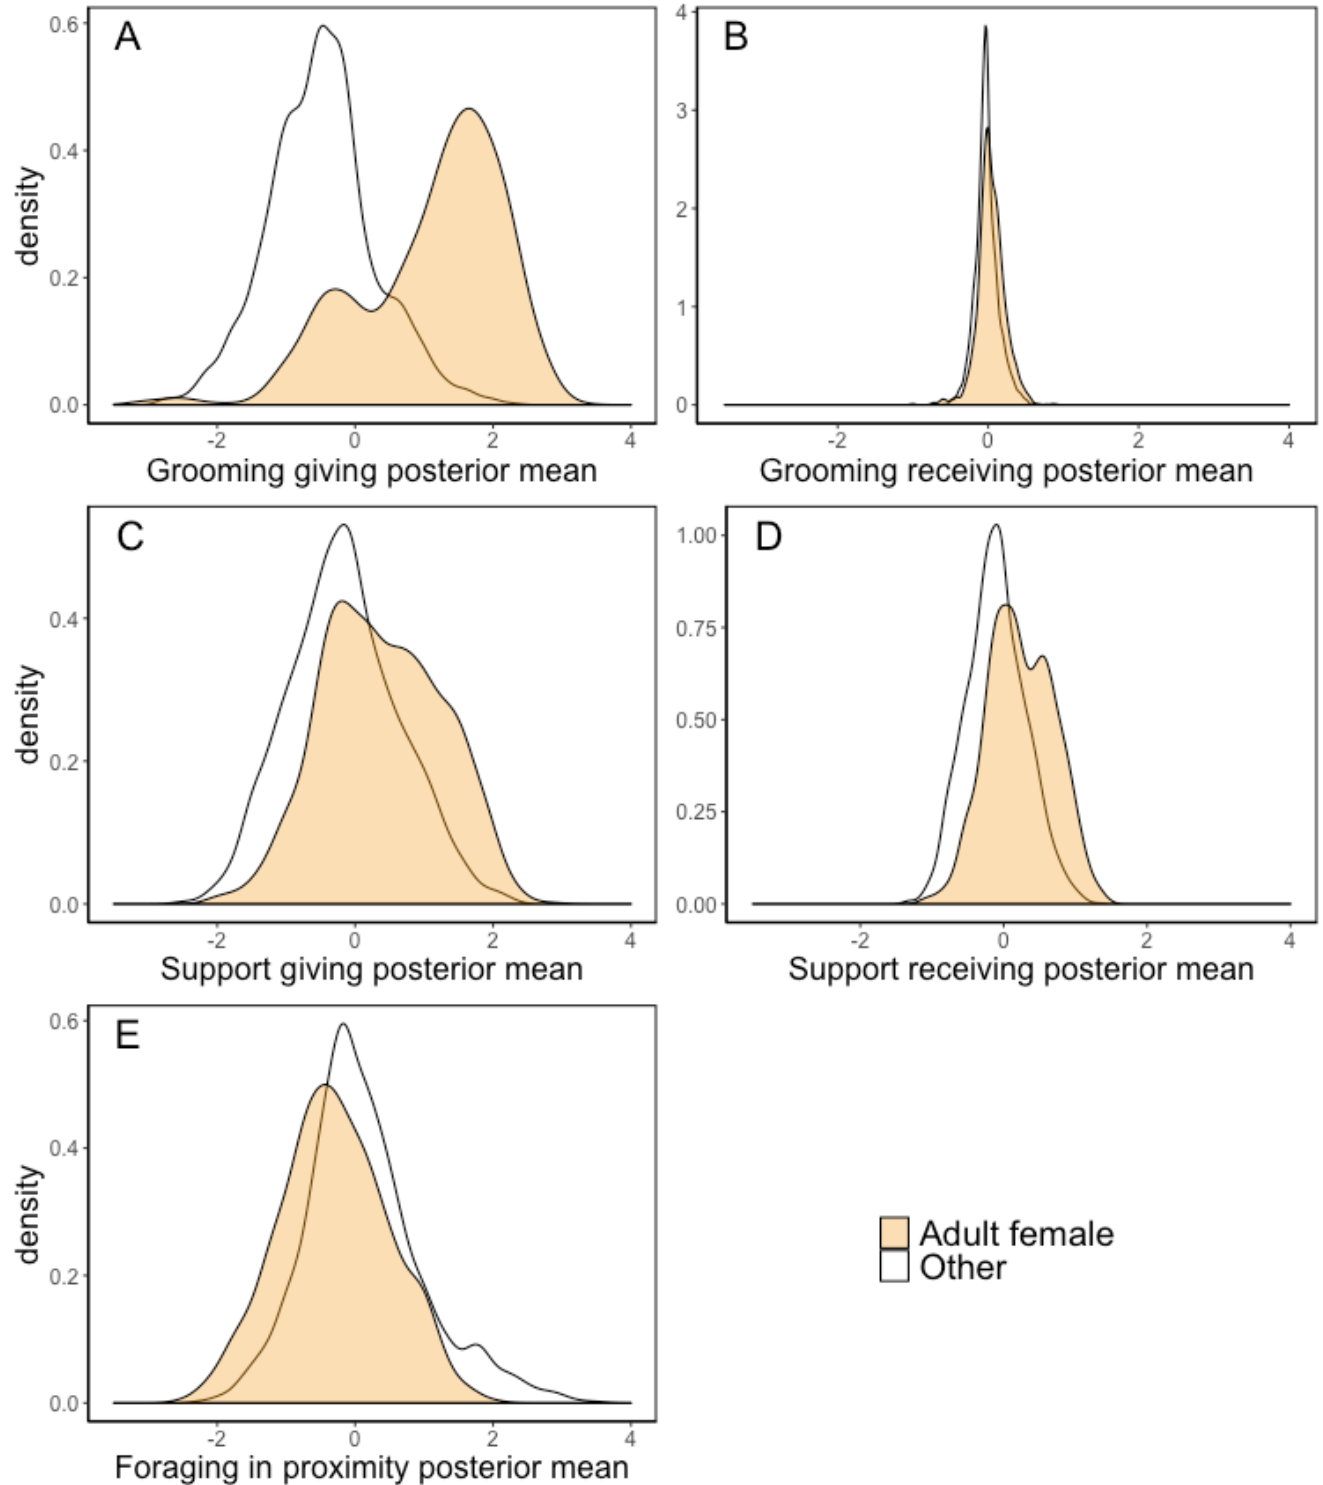 A
density
0.6
0.4
0.2
0.0
-2 0 2 4
Grooming giving posterior mean
B
4
3
2
1
0
-2 0 2 4
Grooming receiving posterior mean
C
density
0.4
0.2
0.0
-2 0 2 4
Support giving posterior mean
D
1.00
0.75
0.50
0.25
0.00
-2 0 2 4
Support receiving posterior mean
E
density
0.6
0.4
0.2
0.0
-2 0 2 4
Foraging in proximity posterior mean
Adult female
Other